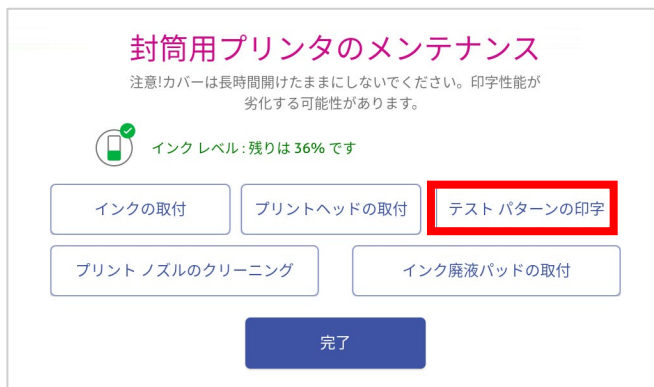 封筒用プリンタのメンテナンス
注意!カバーは長時間開けたままにしないでください。印字性能が
劣化する可能性があります。
インク レベル : 残りは 36% です
インクの取付
プリントヘッドの取付
テスト パターンの印字
プリント ノズルのクリーニング
インク廃液パッドの取付
完了